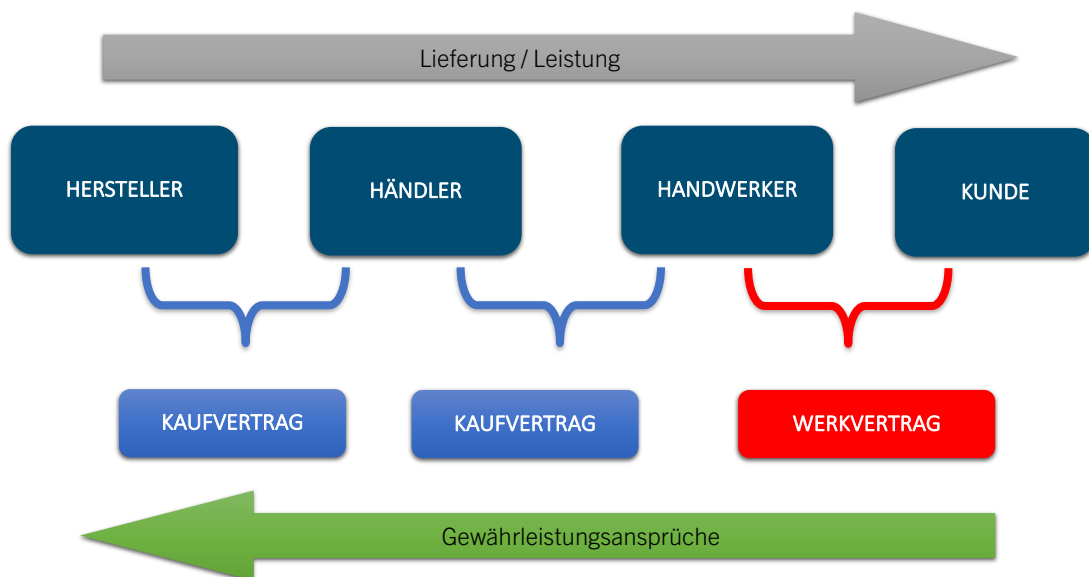 Lieferung / Leistung
HERSTELLER
HÄNDLER
HANDWERKER
KUNDE
KAUFVERTRAG
KAUFVERTRAG
WERKVERTRAG
Gewährleistungsansprüche